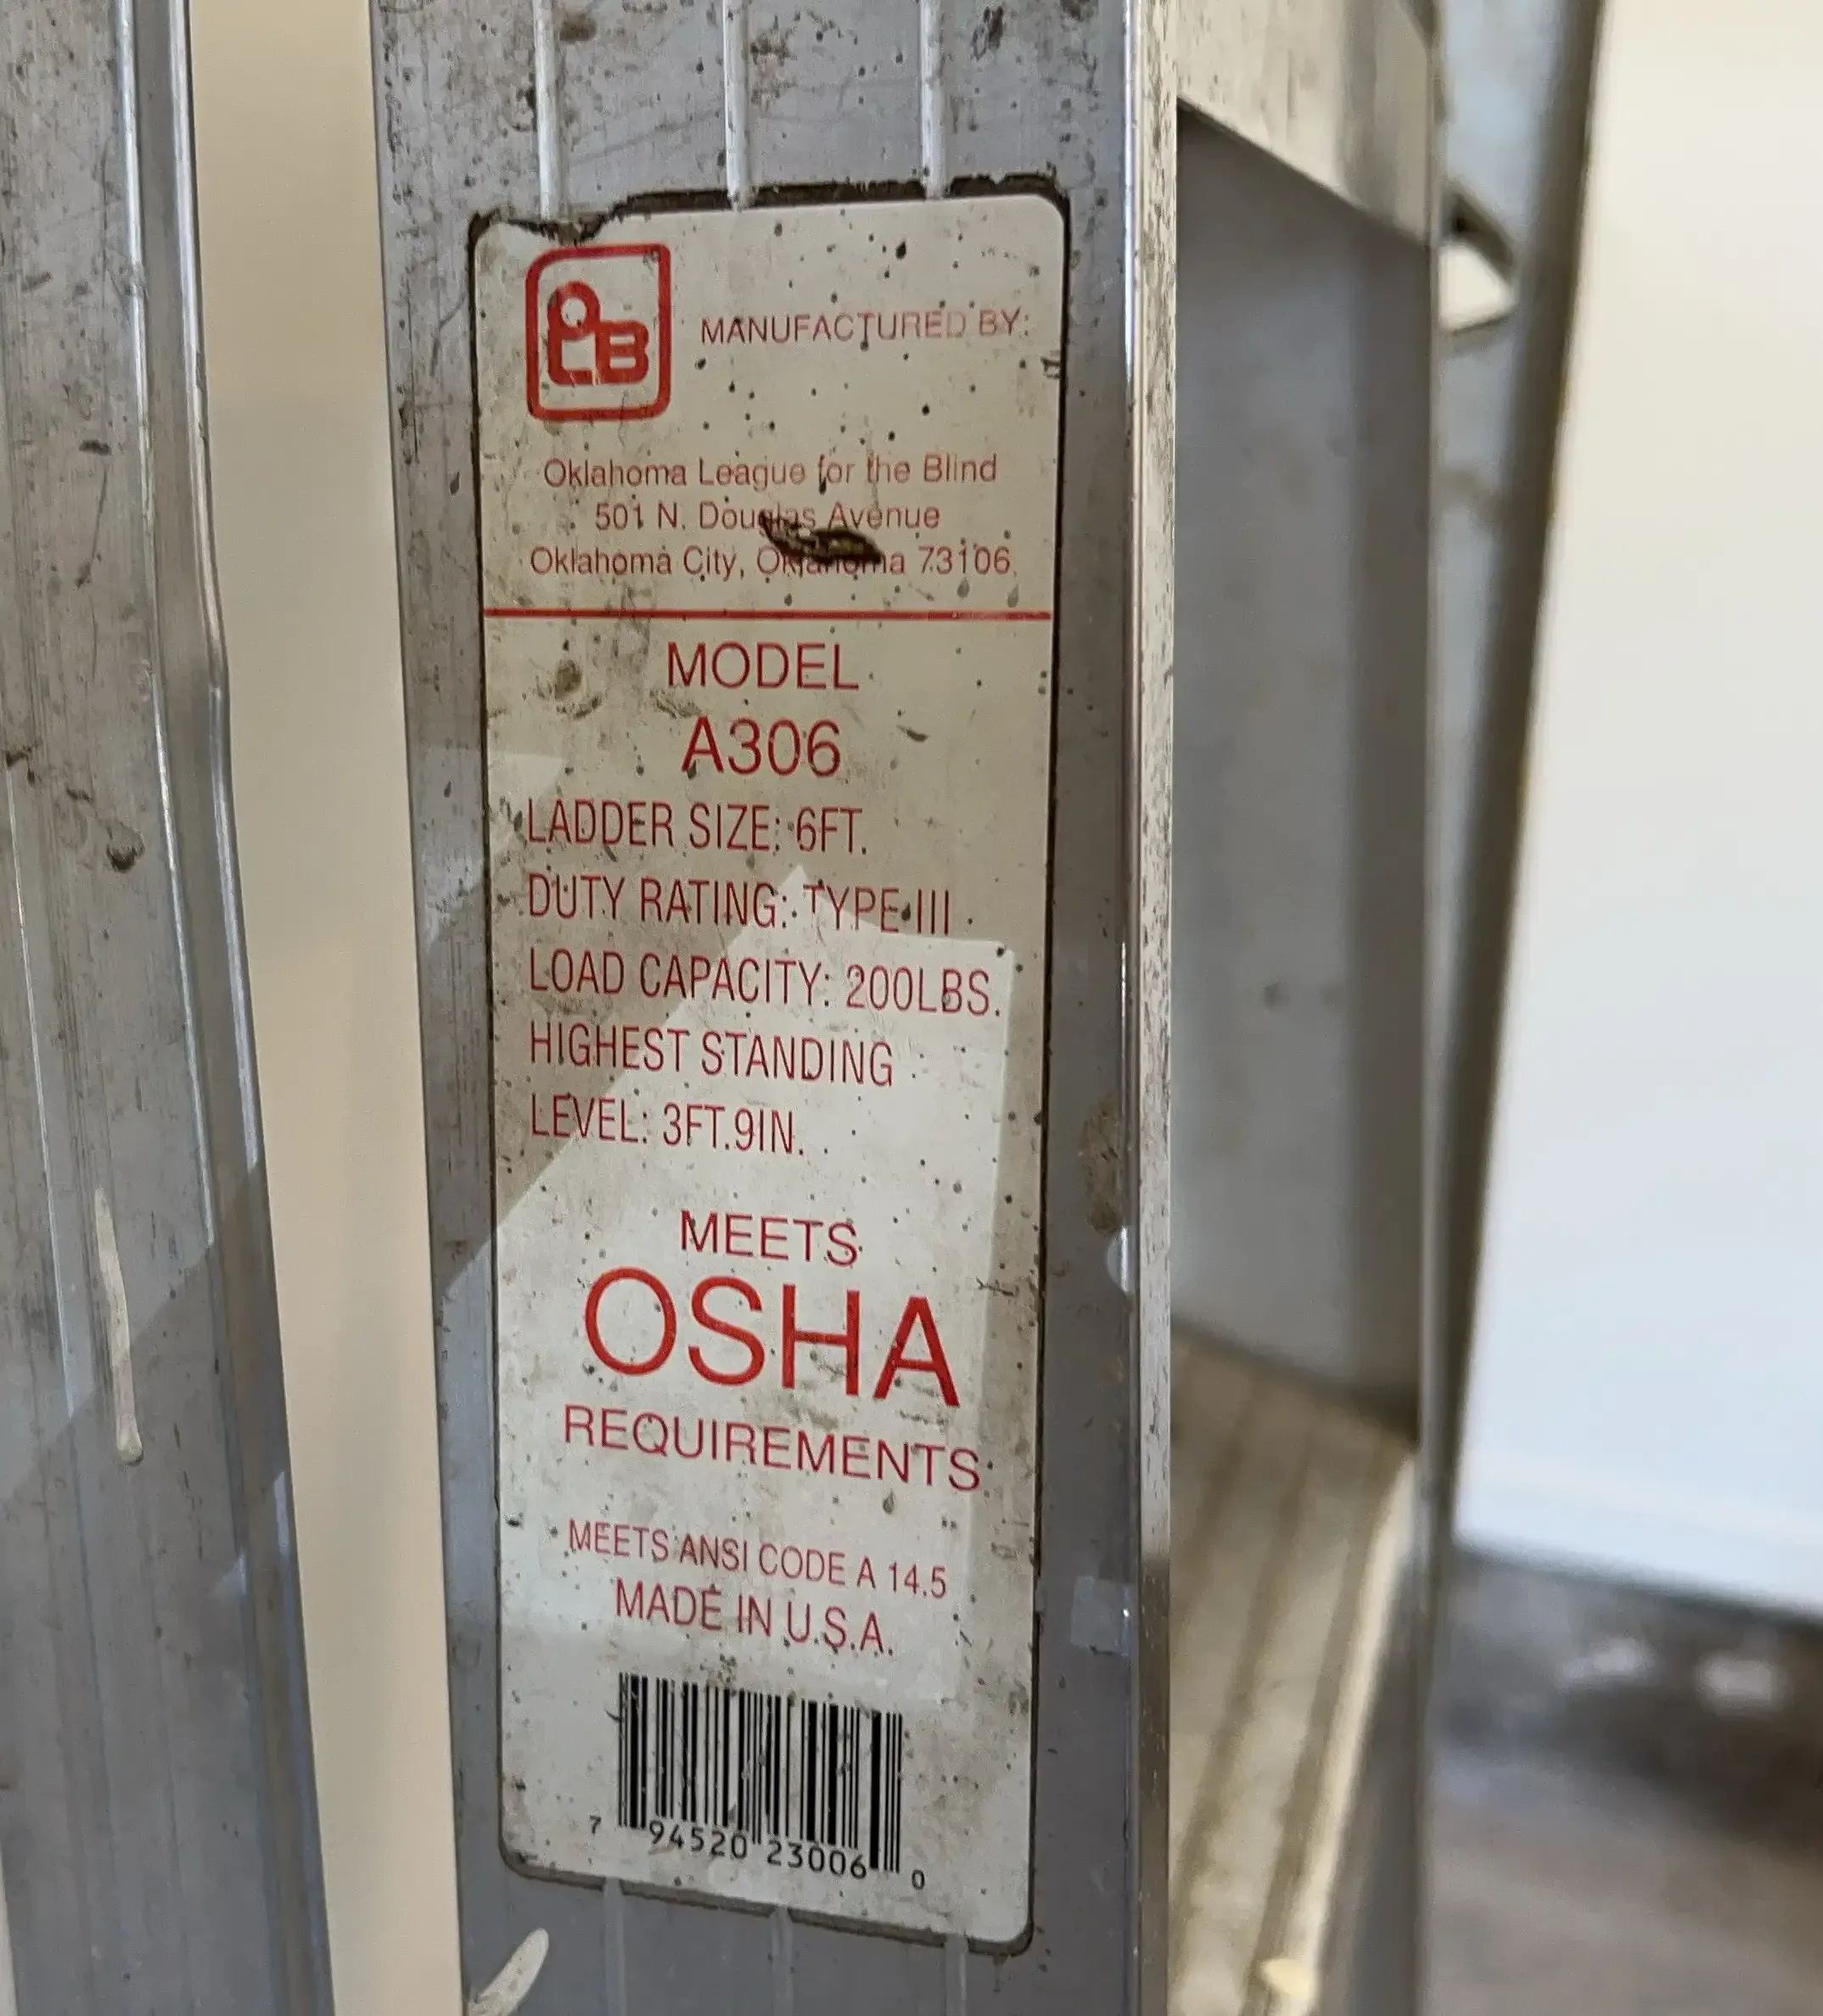 OLB
MANUFACTURED BY:
Oklahoma League for the Blind
501 N. Douglas Avenue
Oklahoma City, Oklahoma 73106
MODEL
A306
LADDER SIZE: 6FT.
DUTY RATING: TYPE III
LOAD CAPACITY: 200LBS.
HIGHEST STANDING
LEVEL: 3FT.9IN.
MEETS
OSHA
REQUIREMENTS
MEETS ANSI CODE A 14.5
MADE IN U.S.A.
7 94520 23006 0